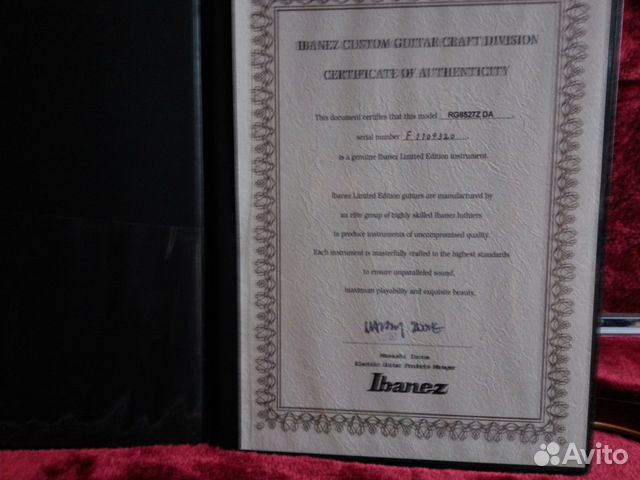 IBANEZ CUSTOM GUITAR CRAFT DIVISION
CERTIFICATE OF AUTHENTICITY
This document certifies that this model RG8527Z DA
serial number
is a genuine Ibanez Limited Edition instrument.
Ibanez Limited Edition guitars are manufactured by
an elite group of highly skilled Ibanez luthiers
to produce instruments of uncompromised quality.
Each instrument is masterfully crafted to the highest standards
to ensure unparalleled sound,
maximum playability and exquisite beauty.
Electric Guitar Products Manager
Ibanez
Avito